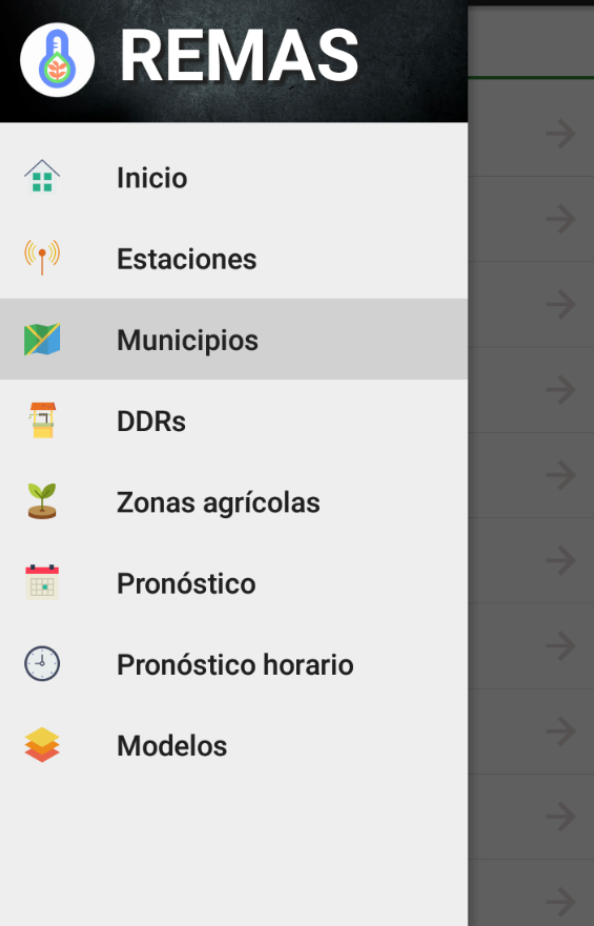 REMAS
Inicio
Estaciones
Municipios
DDRs
Zonas agrícolas
Pronóstico
Pronóstico horario
Modelos